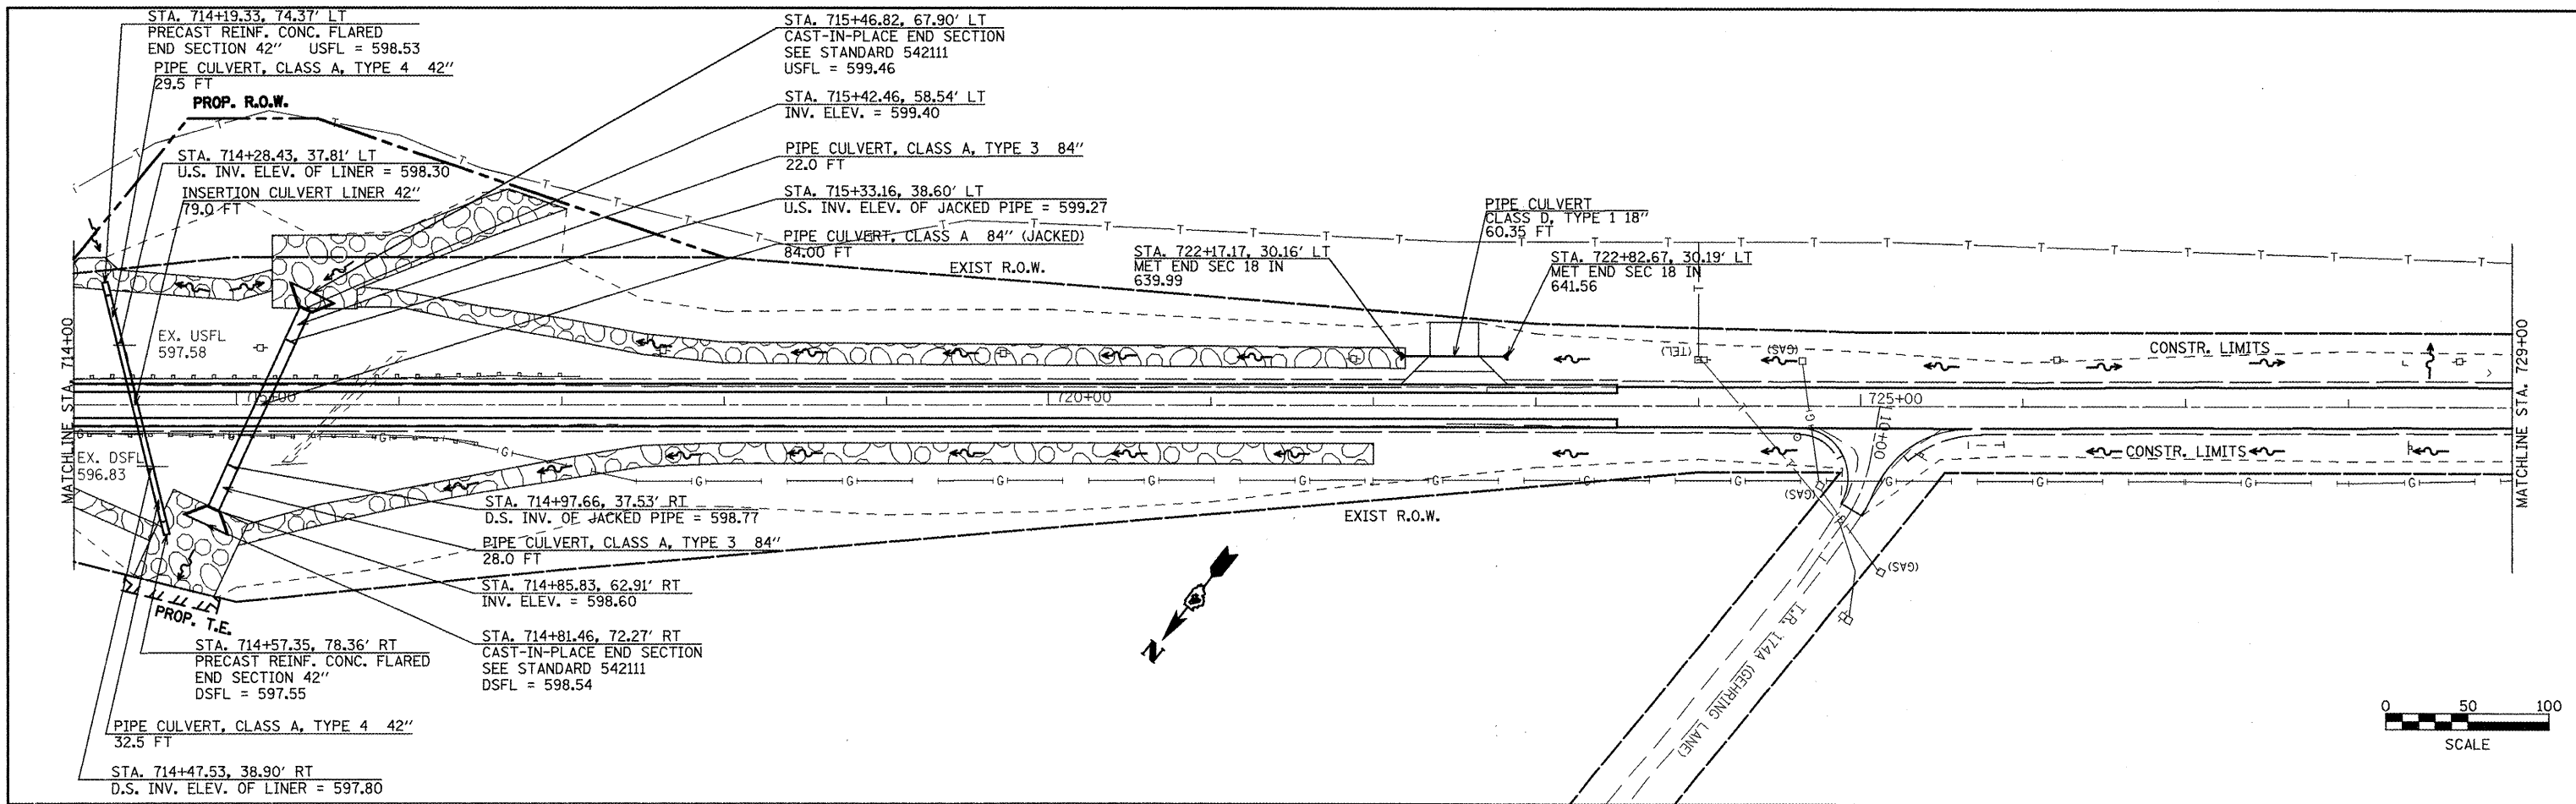 STA. 714+19.33, 74.37' LT
PRECAST REINF. CONC. FLARED
END SECTION 42" USFL = 598.53
PIPE CULVERT, CLASS A, TYPE 4 42"
29.5 FT
PROP. R.O.W.
STA. 714+28.43, 37.81' LT
U.S. INV. ELEV. OF LINER = 598.30
INSERTION CULVERT LINER 42"
79.0 FT
STA. 715+46.82, 67.90' LT
CAST-IN-PLACE END SECTION
SEE STANDARD 542111
USFL = 599.46
STA. 715+42.46, 58.54' LT
INV. ELEV. = 599.40
PIPE CULVERT, CLASS A, TYPE 3 84"
22.0 FT
STA. 715+33.16, 38.60' LT
U.S. INV. ELEV. OF JACKED PIPE = 599.27
PIPE CULVERT, CLASS A 84" (JACKED)
84.00 FT
EXIST R.O.W.
STA. 722+17.17, 30.16' LT
MET END SEC 18 IN
639.99
PIPE CULVERT
CLASS D, TYPE 1 18"
60.35 FT
STA. 722+82.67, 30.19' LT
MET END SEC 18 IN
641.56
MATCHLINE STA. 714+00
EX. USFL
597.58
(TEL)
(GAS)
CONSTR. LIMITS
MATCHLINE STA. 729+00
715+00
720+00
725+00
10+00
EX. DSFL
596.83
CONSTR. LIMITS
STA. 714+97.66, 37.53' RT
D.S. INV. OF JACKED PIPE = 598.77
PIPE CULVERT, CLASS A, TYPE 3 84"
28.0 FT
STA. 714+85.83, 62.91' RT
INV. ELEV. = 598.60
STA. 714+81.46, 72.27' RT
CAST-IN-PLACE END SECTION
SEE STANDARD 542111
DSFL = 598.54
EXIST R.O.W.
(GAS)
(GAS)
T.R. 174A (GEHRING LANE)
N
PROP. T.E.
STA. 714+57.35, 78.36' RT
PRECAST REINF. CONC. FLARED
END SECTION 42"
DSFL = 597.55
PIPE CULVERT, CLASS A, TYPE 4 42"
32.5 FT
STA. 714+47.53, 38.90' RT
D.S. INV. ELEV. OF LINER = 597.80
0 50 100
SCALE